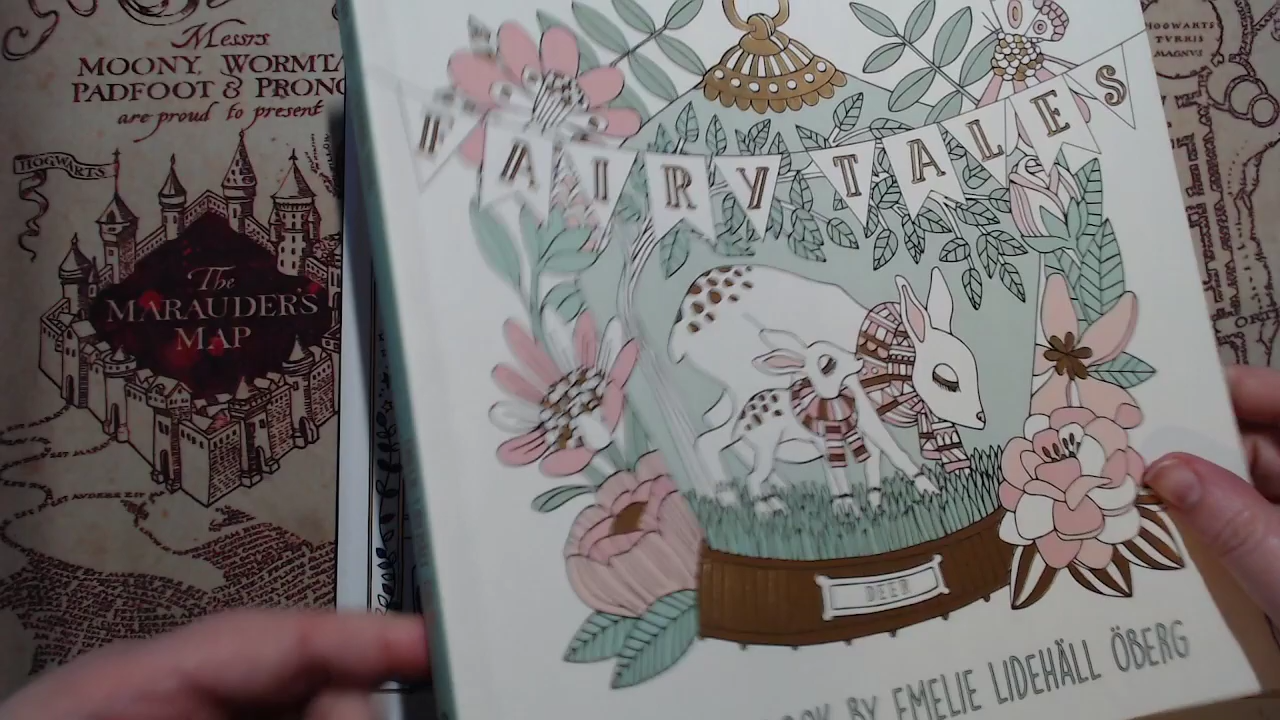 Messrs
MOONY, WORMTA
PADFOOT & PRONG
are proud to present
HOGWARTS
The
MARAUDER'S
MAP
FAIRY TALES
DEER
BOOK BY EMELIE LIDEHÄLL ÖBERG
HOGWARTS
TVRRIS
MAGNVS